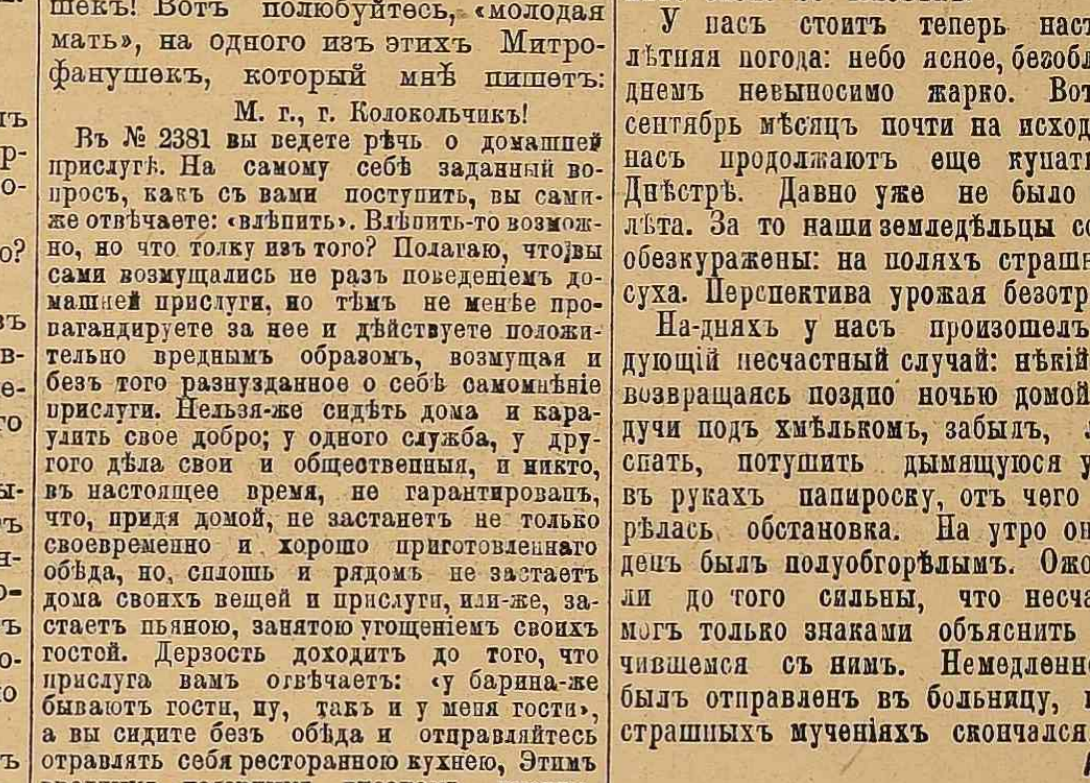 шекъ! Вотъ полюбуйтесь, «молодая
мать», на одного изъ этихъ Митро-
фанушекъ, который мнѣ пишетъ:
М. г., г. Колокольчикъ!
Въ № 2381 вы ведете рѣчь о домашней
прислугѣ. На самому себѣ заданный во-
просъ, какъ съ вами поступить, вы сами-
же отвѣчаете: «влѣпить». Влѣпить-то возмож-
но, но что толку изъ того? Полагаю, что вы
сами возмущались не разъ поведеніемъ до-
машней прислуги, но тѣмъ не менѣе про-
пагандируете за нее и дѣйствуете положи-
тельно вреднымъ образомъ, возмущая и
безъ того разнузданное о себѣ самомнѣніе
прислуги. Нельзя-же сидѣть дома и кара-
улить свое добро; у одного служба, у дру-
гого дѣла свои и общественныя, и никто,
въ настоящее время, не гарантированъ,
что, придя домой, не застанетъ не только
своевременно и хорошо приготовленнаго
обѣда, но, сплошь и рядомъ не застаетъ
дома своихъ вещей и прислуги, или-же, за-
стаетъ пьяною, занятою угощеніемъ своихъ
гостой. Дерзость доходитъ до того, что
прислуга вамъ отвѣчаетъ: «у барина-же
бываютъ гости, ну, такъ и у меня гости»,
а вы сидите безъ обѣда и отправляйтесь
отравлять себя ресторанною кухнею, Этимъ
У насъ стоитъ теперь наст
лѣтняя погода: небо ясное, безобл
днемъ невыносимо жарко. Вот
сентябрь мѣсяцъ почти на исход
насъ продолжаютъ еще купат
Днѣстрѣ. Давно уже не было
лѣта. За то наши земледѣльцы со
обезкуражены: на поляхъ страшн
суха. Перспектива урожая безотр
На-дняхъ у насъ произошелъ
дующій несчастный случай: нѣкій
возвращаясь поздно ночью домой
дучи подъ хмѣлькомъ, забылъ,
спать, потушить дымящуюся у
въ рукахъ папироску, отъ чего
рѣлась обстановка. На утро он
денъ былъ полуобгорѣлымъ. Ожо
ли до того сильны, что несча
могъ только знаками объяснить
чившемся съ нимъ. Немедленно
былъ отправленъ въ больницу,
страшныхъ мученіяхъ скончался